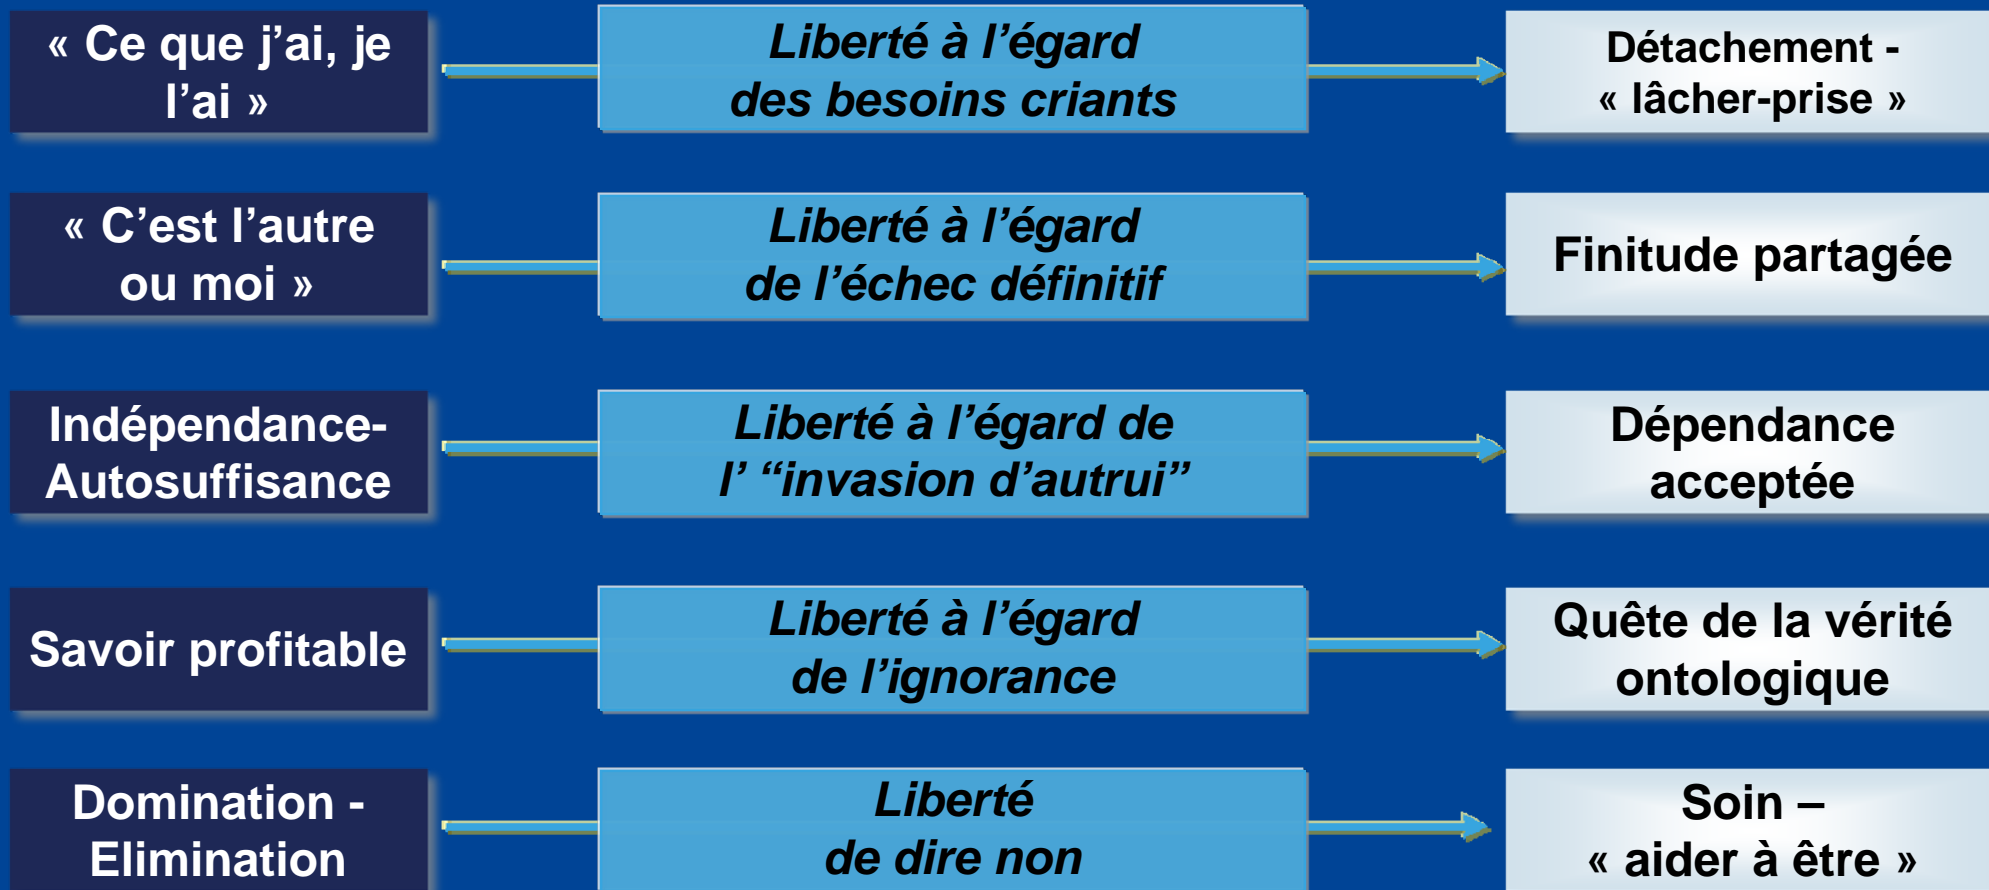 « Ce que j’ai, je
l’ai »
Liberté à l’égard
des besoins criants
Détachement -
« lâcher-prise »
« C’est l’autre
ou moi »
Liberté à l’égard
de l’échec définitif
Finitude partagée
Indépendance-
Autosuffisance
Liberté à l’égard de
l’ “invasion d’autrui”
Dépendance
acceptée
Savoir profitable
Liberté à l’égard
de l’ignorance
Quête de la vérité
ontologique
Domination -
Elimination
Liberté
de dire non
Soin –
« aider à être »